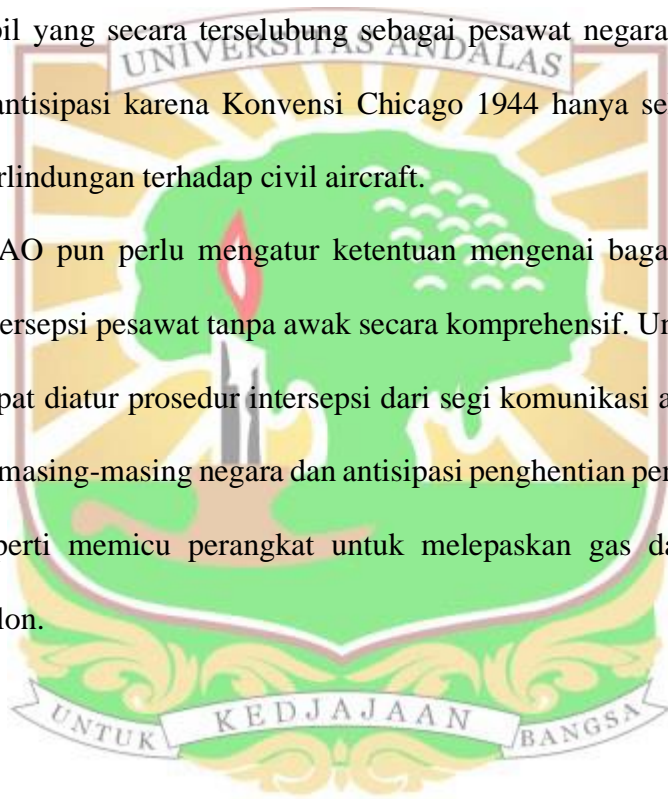 bil yang secara terselubung sebagai pesawat negara
UNIVERSITAS ANDALAS
antisipasi karena Konvensi Chicago 1944 hanya se
rlindungan terhadap civil aircraft.
AO pun perlu mengatur ketentuan mengenai baga
tersepsi pesawat tanpa awak secara komprehensif. Un
pat diatur prosedur intersepsi dari segi komunikasi a
masing-masing negara dan antisipasi penghentian per
perti memicu perangkat untuk melepaskan gas da
lon.
UNTUK KEDJAJAAN BANGSA